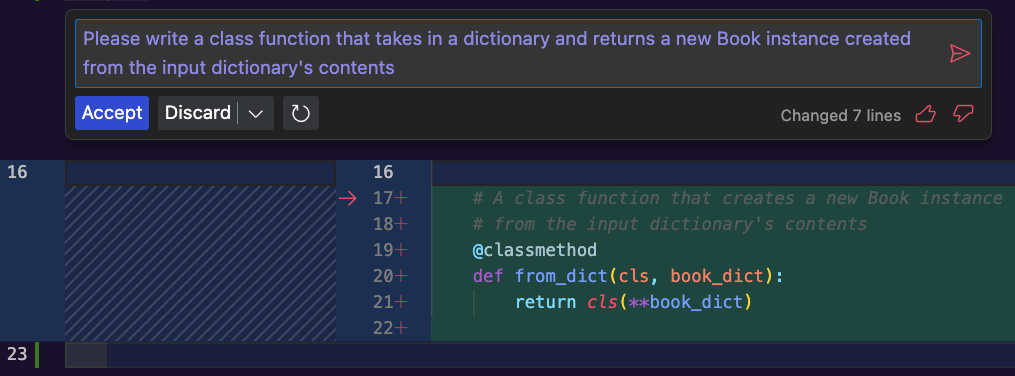 Please write a class function that takes in a dictionary and returns a new Book instance created
from the input dictionary's contents
Accept Discard
Changed 7 lines
16 16
17+ # A class function that creates a new Book instance
18+ # from the input dictionary's contents
19+ @classmethod
20+ def from_dict(cls, book_dict):
21+ return cls(**book_dict)
22+
23